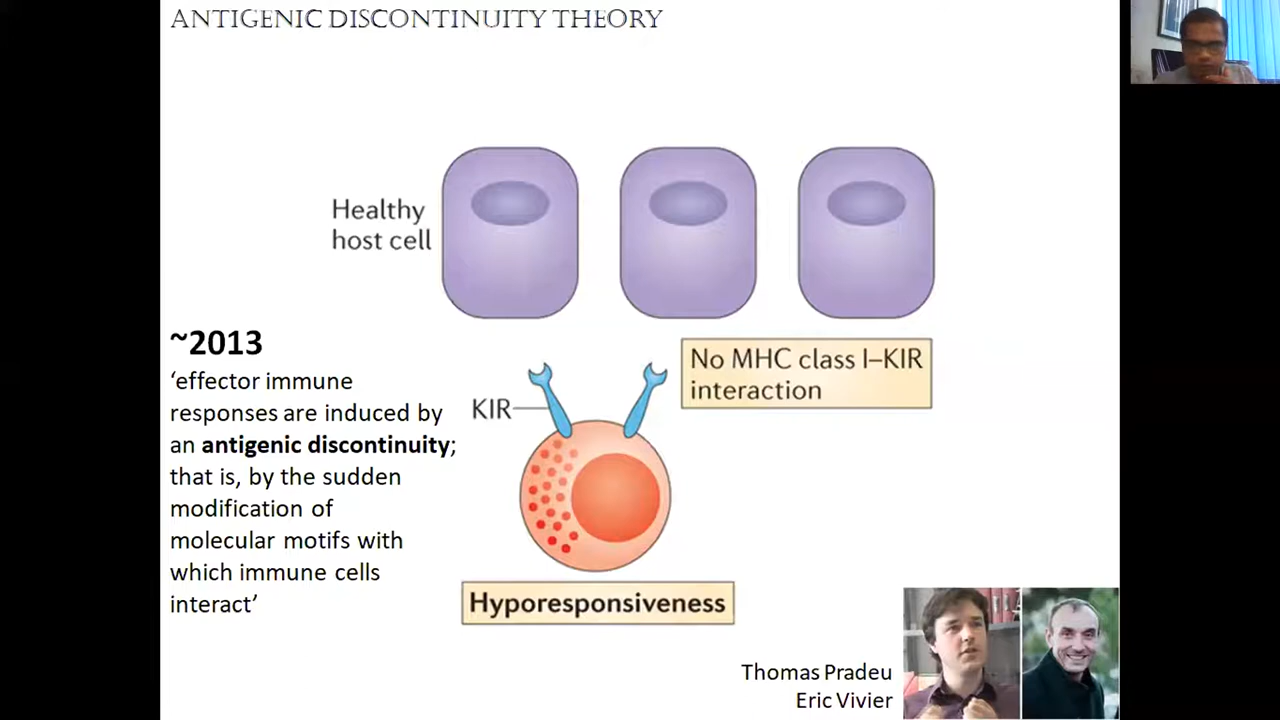 ANTIGENIC DISCONTINUITY THEORY
Healthy
host cell
~2013
‘effector immune
responses are induced by
an antigenic discontinuity;
that is, by the sudden
modification of
molecular motifs with
which immune cells
interact’
No MHC class I–KIR
interaction
KIR
Hyporesponsiveness
Thomas Pradeu
Eric Vivier